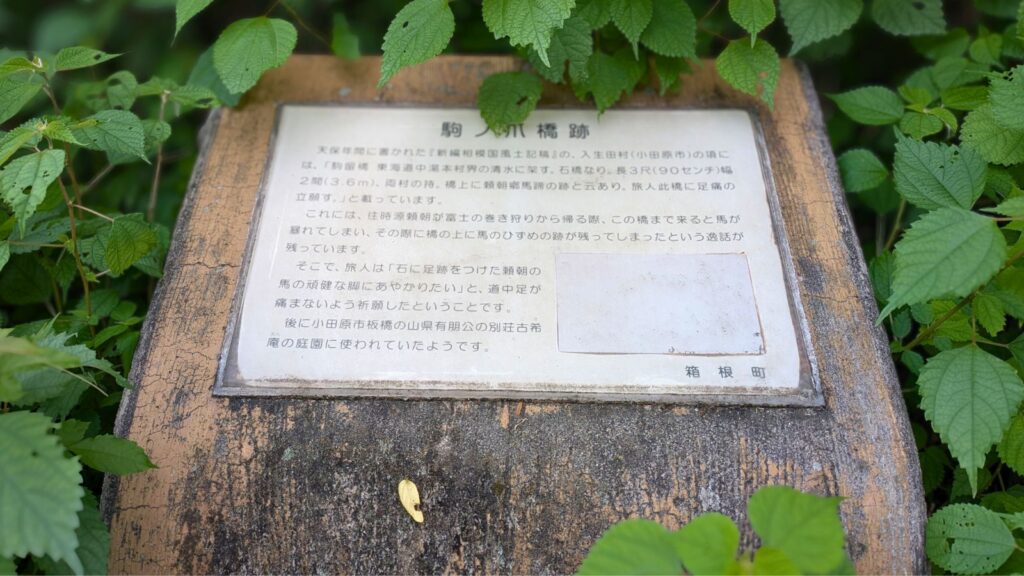 駒ノ爪橋跡
天保年間に書かれた『新編相模国風土記稿』の、入生田村(小田原市)の項に
は、「駒留橋 東海道中湯本村界の清水に架す。石橋なり。長3尺(90センチ)幅
2間(3.6m)、両村の持、橋上に頼朝卿馬蹄の跡と云あり、旅人此橋に足痛の
立願す。」と載っています。
これには、往時源頼朝が富士の巻き狩りから帰る際、この橋まで来ると馬が
暴れてしまい、その際に橋の上に馬のひずめの跡が残ってしまったという逸話が
残っています。
そこで、旅人は「石に足跡をつけた頼朝の
馬の頑健な脚にあやかりたい」と、道中足が
痛まないよう祈願したということです。
後に小田原市板橋の山県有朋公の別荘古希
庵の庭園に使われていたようです。
箱根町